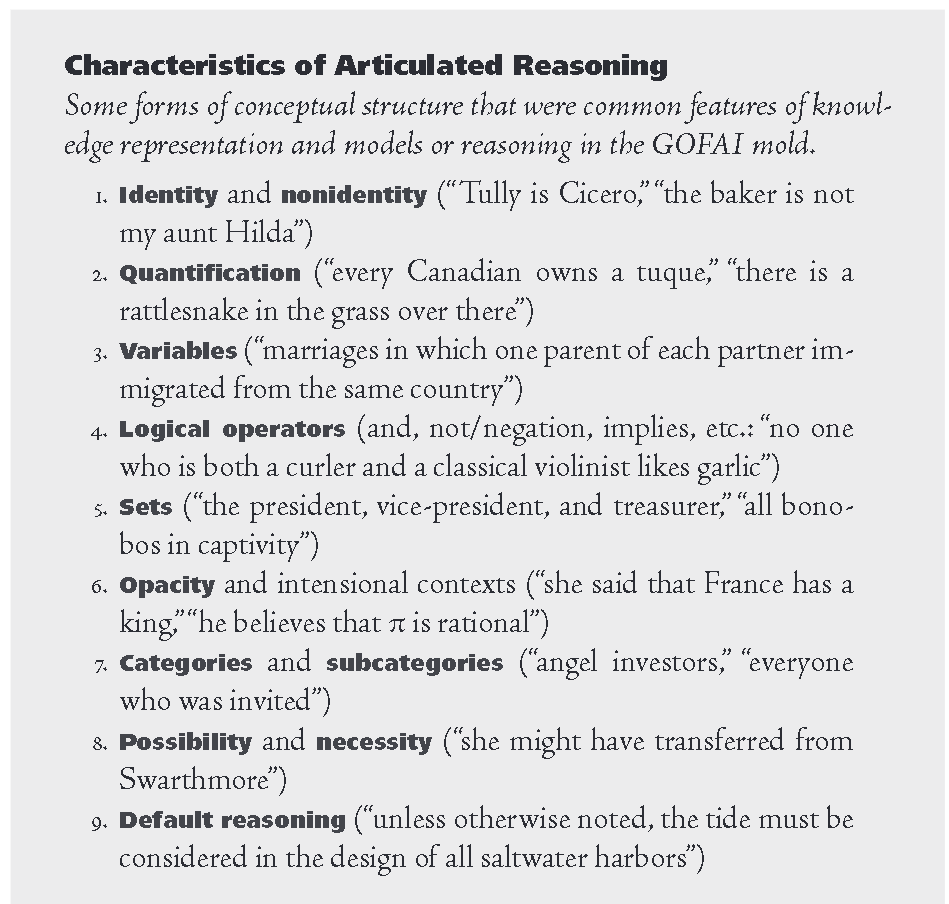 Characteristics of Articulated Reasoning
Some forms of conceptual structure that were common features of knowl-
edge representation and models or reasoning in the GOFAI mold.
1. Identity and nonidentity (“Tully is Cicero,” “the baker is not
my aunt Hilda”)
2. Quantification (“every Canadian owns a tuque,” “there is a
rattlesnake in the grass over there”)
3. Variables (“marriages in which one parent of each partner im-
migrated from the same country”)
4. Logical operators (and, not/negation, implies, etc.: “no one
who is both a curler and a classical violinist likes garlic”)
5. Sets (“the president, vice-president, and treasurer,” “all bono-
bos in captivity”)
6. Opacity and intensional contexts (“she said that France has a
king,” “he believes that π is rational”)
7. Categories and subcategories (“angel investors,” “everyone
who was invited”)
8. Possibility and necessity (“she might have transferred from
Swarthmore”)
9. Default reasoning (“unless otherwise noted, the tide must be
considered in the design of all saltwater harbors”)